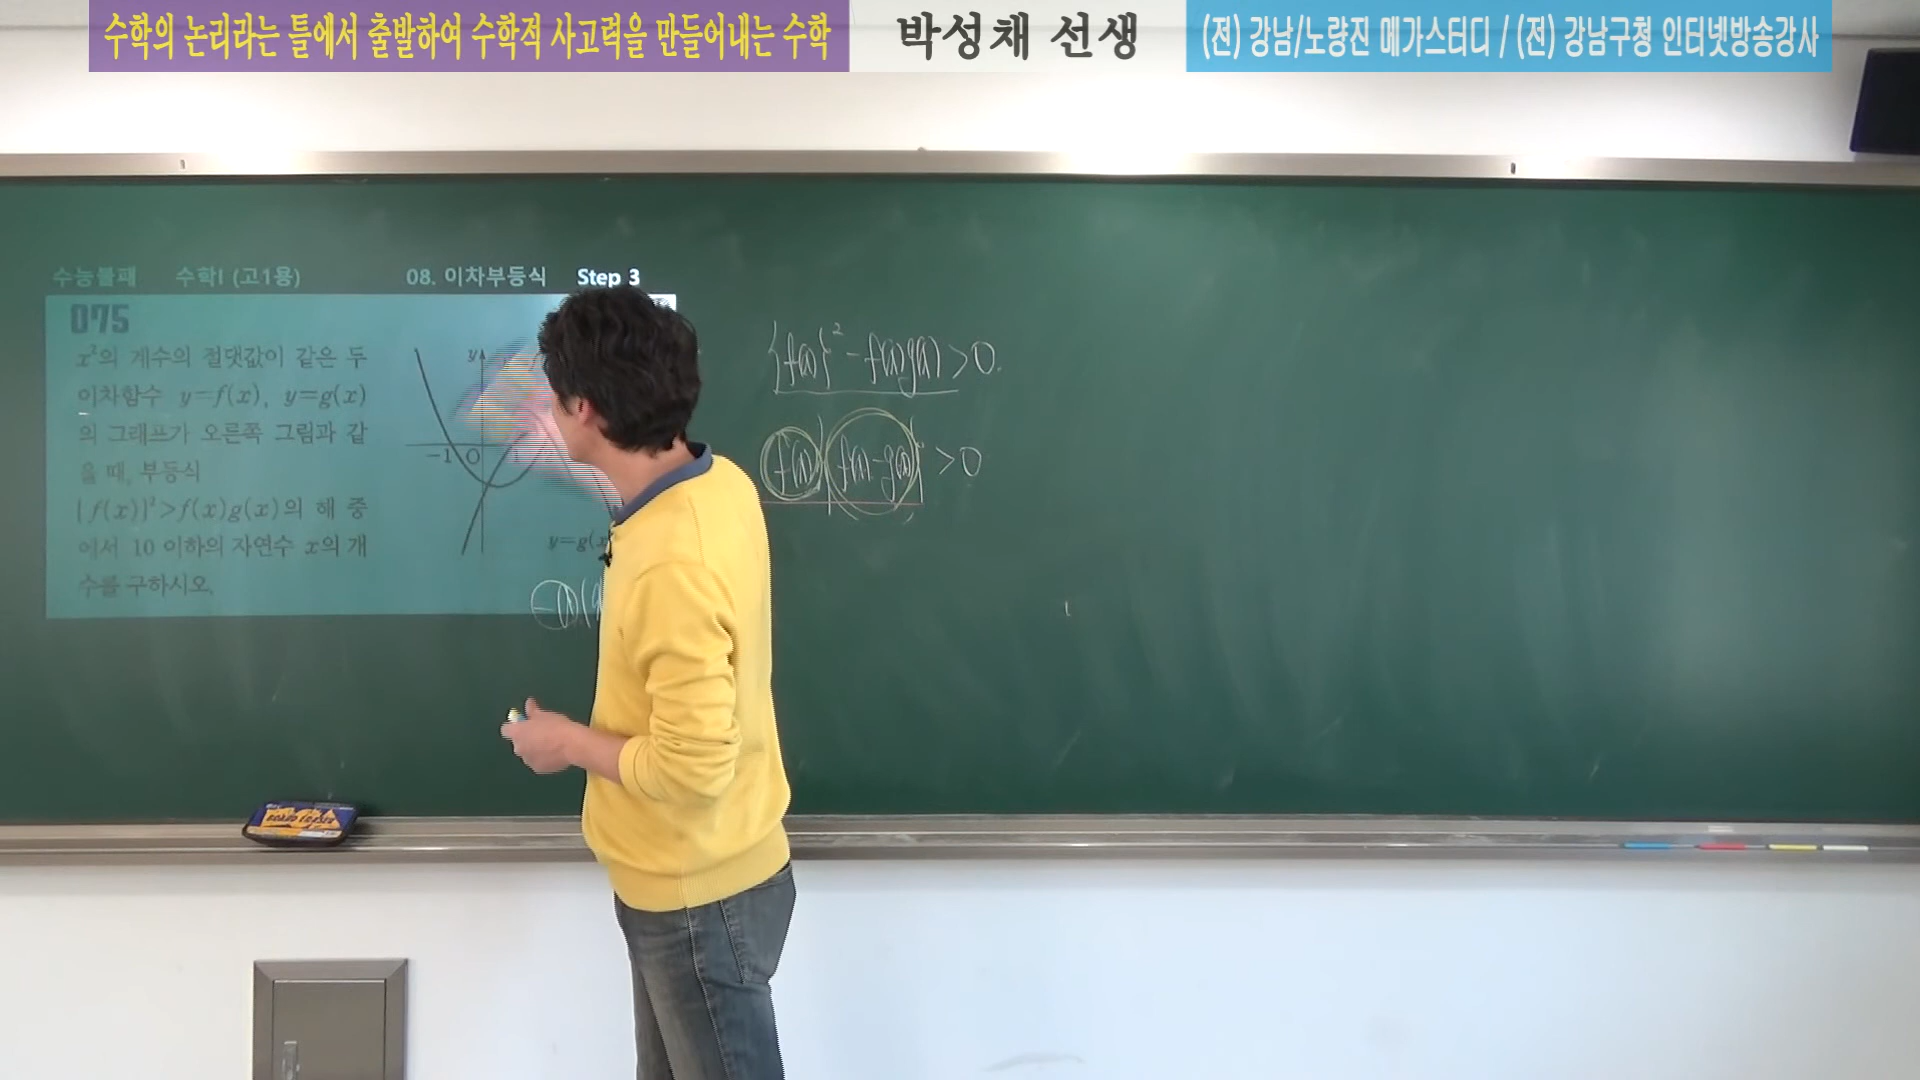 수학의 논리라는 틀에서 출발하여 수학적 사고력을 만들어내는 수학
박성채 선생
(전) 강남/노량진 메가스터디 / (전) 강남구청 인터넷방송강사
수능불패 수학I (고1용) 08. 이차부등식 Step 3
075
x²의 계수의 절댓값이 같은 두
이차함수 y=f(x), y=g(x)
의 그래프가 오른쪽 그림과 같
을 때, 부등식
{f(x)}²>f(x)g(x)의 해 중
에서 10 이하의 자연수 x의 개
수를 구하시오.
y
-1 O 1
y=g(x
{f(x)}² - f(x)g(x) > 0.
f(x){f(x)-g(x)} > 0
BOARD ERASER